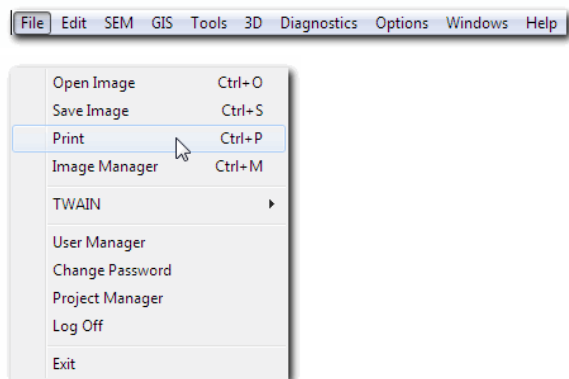 File Edit SEM GIS Tools 3D Diagnostics Options Windows Help
Open Image Ctrl+O
Save Image Ctrl+S
Print Ctrl+P
Image Manager Ctrl+M
TWAIN
User Manager
Change Password
Project Manager
Log Off
Exit